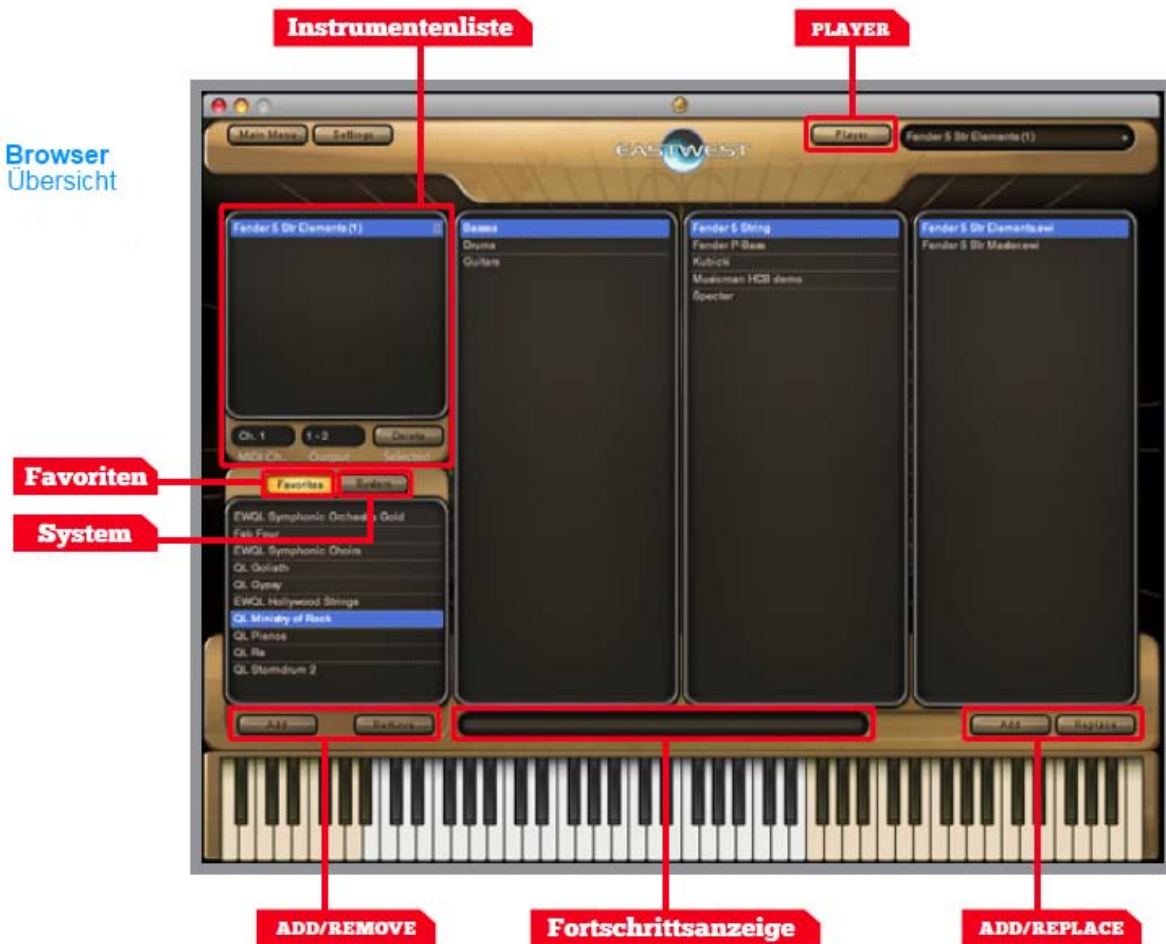 Instrumentenliste
PLAYER
Browser
Übersicht
Main Menu
Settings
EASTWEST
Player
Fender 5 Str Elements (1)
Fender 5 Str Elements (1)
Basses
Drums
Guitars
Fender 5 String
Fender P-Bass
Kubicki
Musicman HCB demo
Specter
Fender 5 Str Elements.ewi
Fender 5 Str Master.ewi
Ch. 1
1 - 2
Delete
MIDI Ch.
Output
Selected
Favoriten
Favorites
System
System
EWQL Symphonic Orchestra Gold
Fab Four
EWQL Symphonic Choirs
QL Goliath
QL Gypsy
EWQL Hollywood Strings
QL Ministry of Rock
QL Pianos
QL Ra
QL Stormdrum 2
Add
Remove
Add
Replace
ADD/REMOVE
Fortschrittsanzeige
ADD/REPLACE